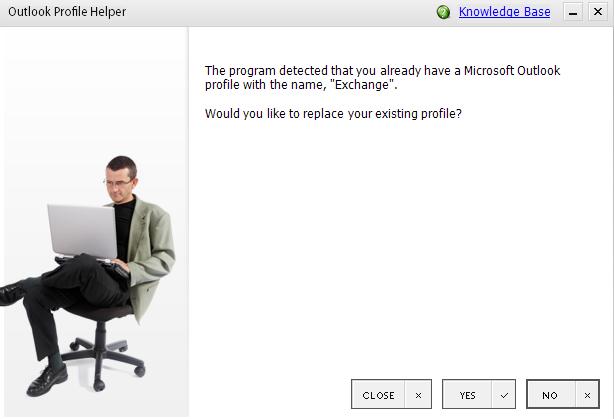 Outlook Profile Helper
Knowledge Base
The program detected that you already have a Microsoft Outlook
profile with the name, "Exchange".
Would you like to replace your existing profile?
CLOSE
YES
NO